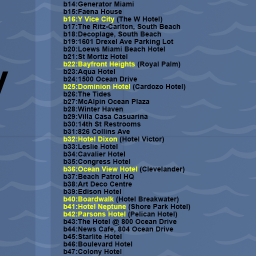 b14:Generator Miami
b15:Faena House
b16:Y Vice City (The W Hotel)
b17:The Ritz-Carlton, South Beach
b18:Decoplage, South Beach
b19:1601 Drexel Ave Parking Lot
b20:Loews Miami Beach Hotel
b21:St Moritz Hotel
b22:Bayfront Heights (Royal Palm)
b23:Aqua Hotel
b24:1500 Ocean Drive
b25:Dominion Hotel (Cardozo Hotel)
b26:The Tides
b27:McAlpin Ocean Plaza
b28:Winter Haven
b29:Villa Casa Casuarina
b30:14th St Restrooms
b31:826 Collins Ave
b32:Hotel Dixon (Hotel Victor)
b33:Leslie Hotel
b34:Cavalier Hotel
b35:Congress Hotel
b36:Ocean View Hotel (Clevelander)
b37:Beach Patrol HQ
b38:Art Deco Centre
b39:Edison Hotel
b40:Boardwalk (Hotel Breakwater)
b41:Hotel Neptune (Shore Park Hotel)
b42:Parsons Hotel (Pelican Hotel)
b43:The Hotel @ 800 Ocean Drive
b44:News Cafe, 804 Ocean Drive
b45:Starlite Hotel
b46:Boulevard Hotel
b47:Colony Hotel